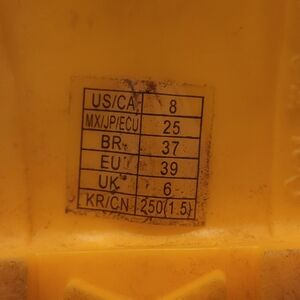 US/CA 8
MX/JP/ECU 25
BR 37
EU 39
UK 6
KR/CN 250(1.5)